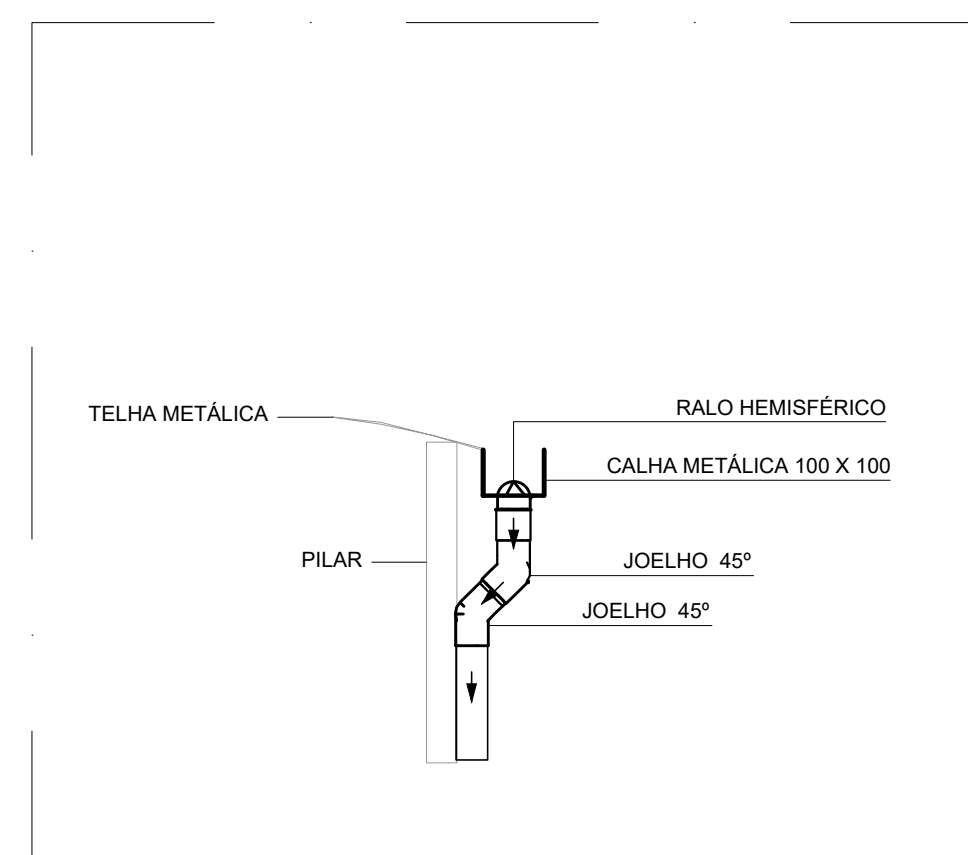 RALO HEMISFÉRICO
TELHA METÁLICA
CALHA METÁLICA 100 X 100
PILAR
JOELHO 45º
JOELHO 45º